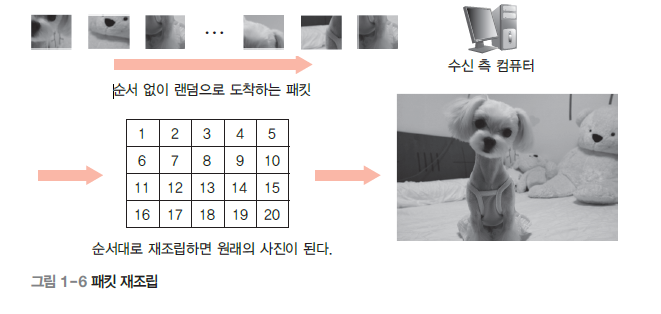 ...
수신 측 컴퓨터
순서 없이 랜덤으로 도착하는 패킷
1 2 3 4 5
6 7 8 9 10
11 12 13 14 15
16 17 18 19 20
순서대로 재조립하면 원래의 사진이 된다.
그림 1-6 패킷 재조립